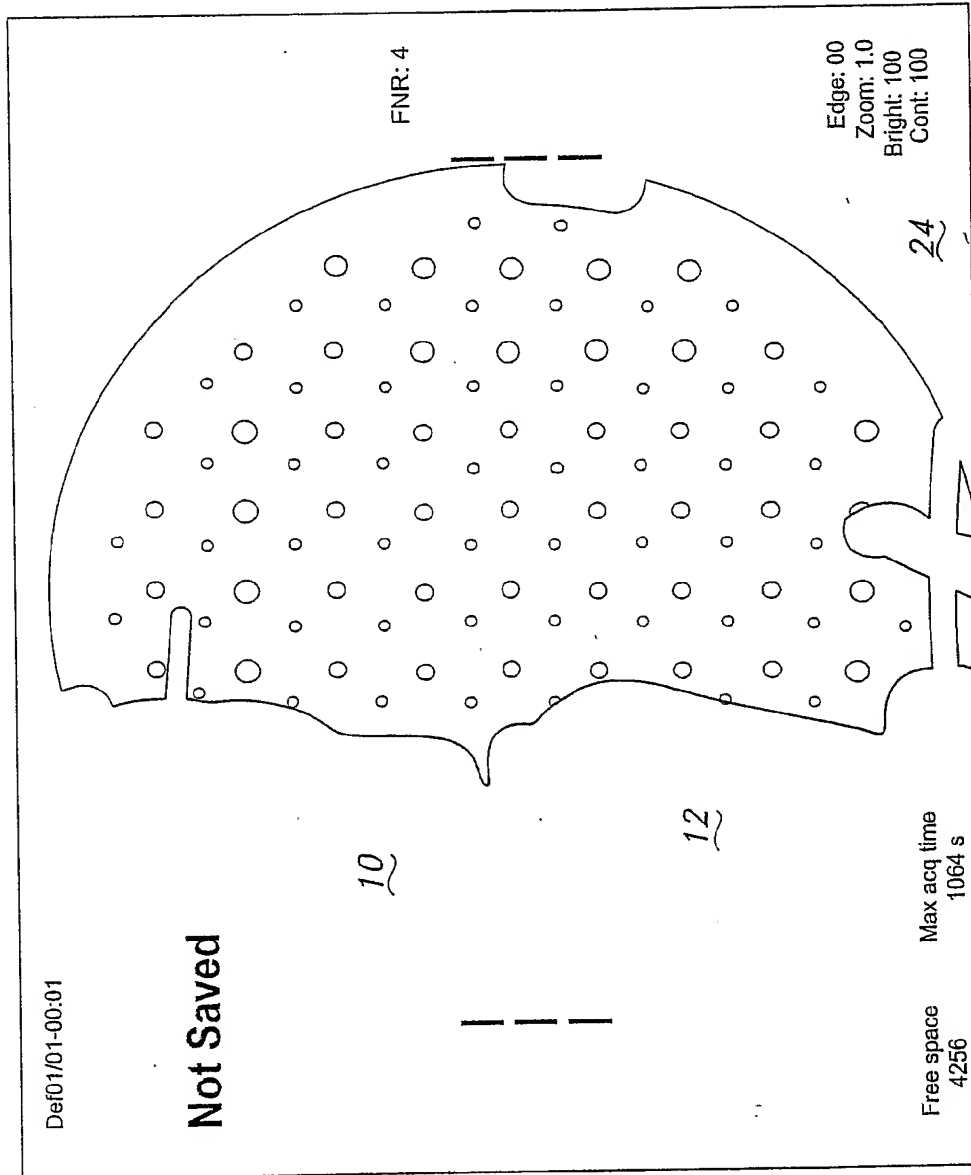 Def01/01-00:01
Not Saved
FNR: 4
10
12
24
Free space
4256
Max acq time
1064 s
Edge: 00
Zoom: 1.0
Bright: 100
Cont: 100